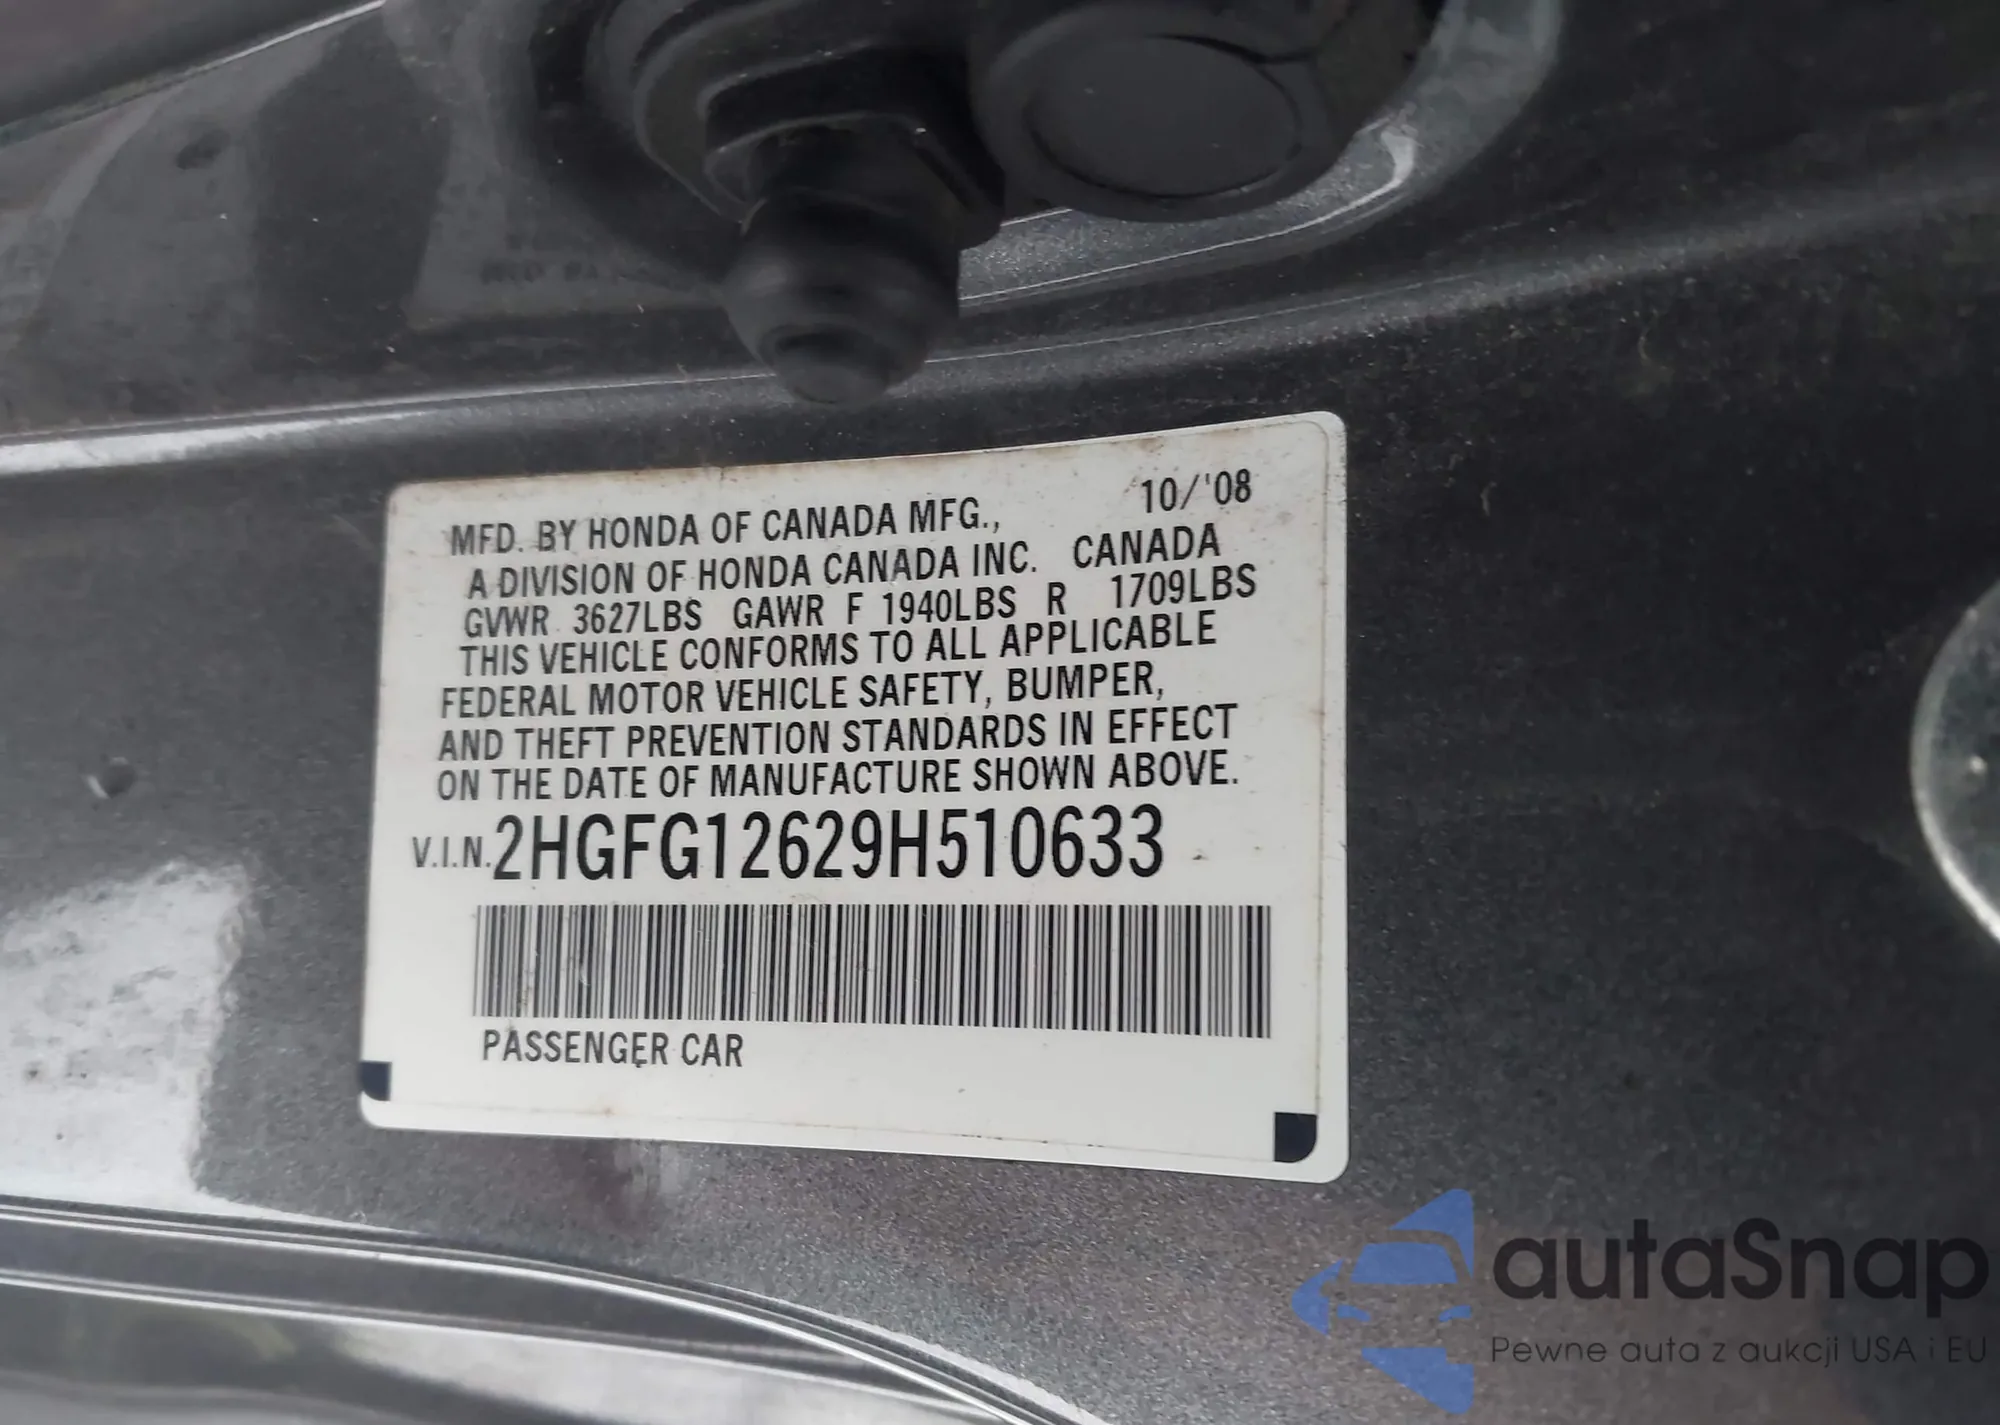 MFD. BY HONDA OF CANADA MFG., 10/'08
A DIVISION OF HONDA CANADA INC. CANADA
GVWR 3627LBS GAWR F 1940LBS R 1709LBS
THIS VEHICLE CONFORMS TO ALL APPLICABLE
FEDERAL MOTOR VEHICLE SAFETY, BUMPER,
AND THEFT PREVENTION STANDARDS IN EFFECT
ON THE DATE OF MANUFACTURE SHOWN ABOVE.
V.I.N. 2HGFG12629H510633
PASSENGER CAR
autaSnap
Pewne auta z aukcji USA i EU